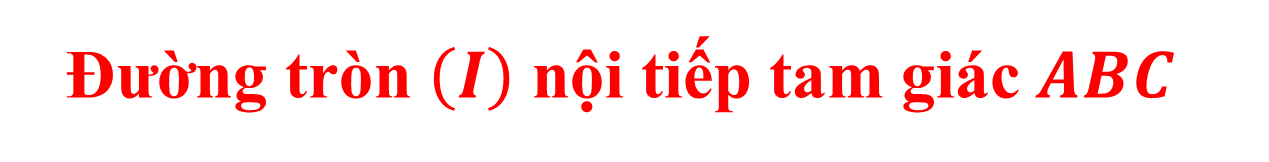 Đường tròn (I) nội tiếp tam giác ABC